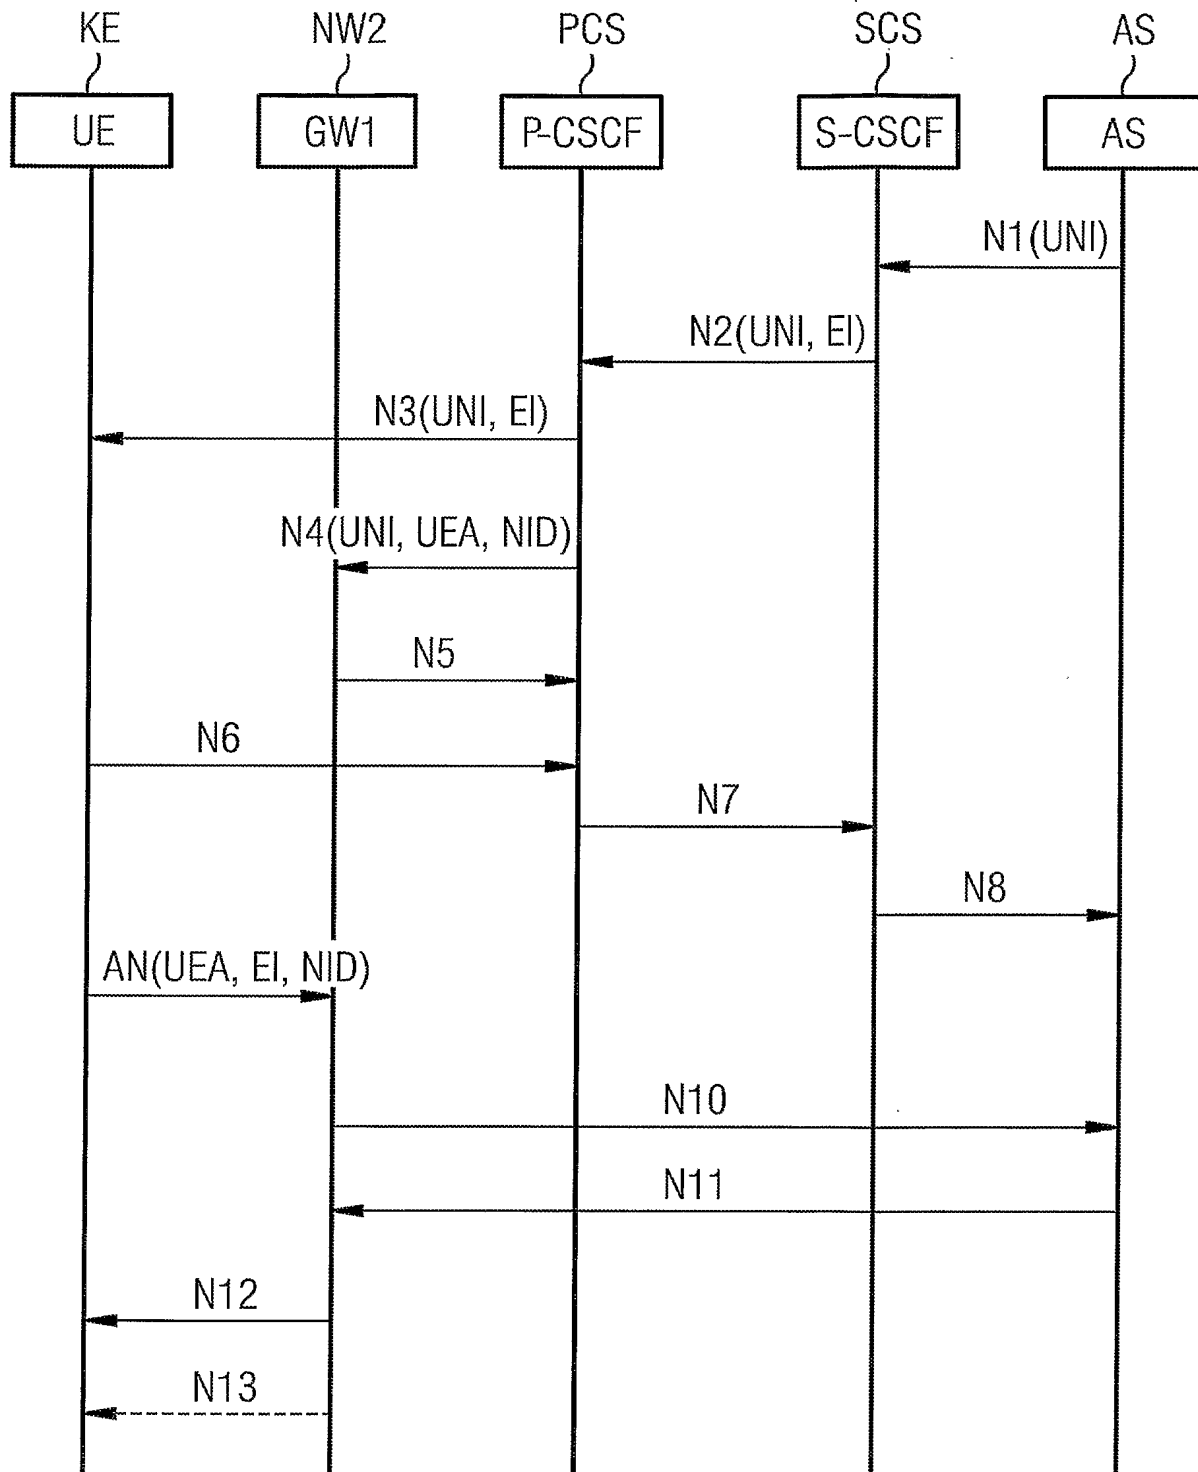 KE NW2 PCS SCS AS
UE GW1 P-CSCF S-CSCF AS
N1(UNI)
N2(UNI, EI)
N3(UNI, EI)
N4(UNI, UEA, NID)
N5
N6
N7
N8
AN(UEA, EI, NID)
N10
N11
N12
N13